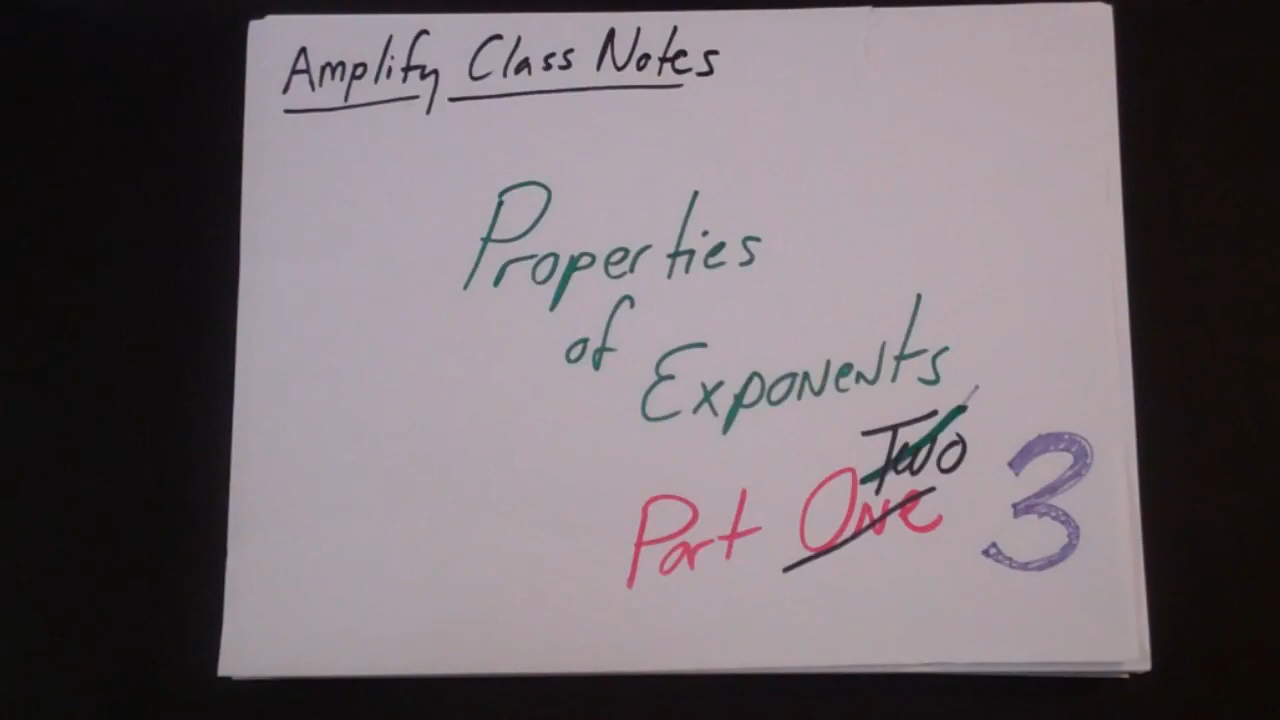 Amplify Class Notes
Properties
of
Exponents
Two
Part One 3